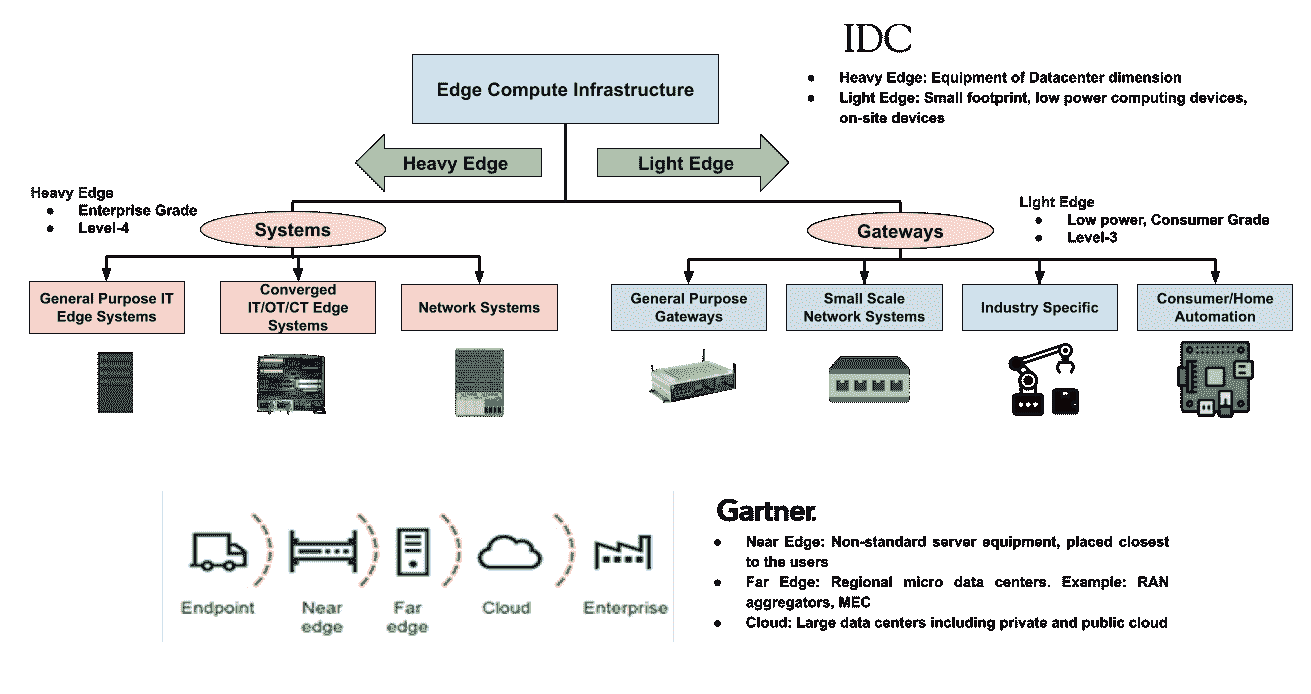 IDC
● Heavy Edge: Equipment of Datacenter dimension
● Light Edge: Small footprint, low power computing devices,
on-site devices
Edge Compute Infrastructure
Heavy Edge
Light Edge
Heavy Edge
● Enterprise Grade
● Level-4
Systems
Gateways
Light Edge
● Low power, Consumer Grade
● Level-3
General Purpose IT
Edge Systems
Converged
IT/OT/CT Edge
Systems
Network Systems
General Purpose
Gateways
Small Scale
Network Systems
Industry Specific
Consumer/Home
Automation
Endpoint
Near
edge
Far
edge
Cloud
Enterprise
Gartner.
● Near Edge: Non-standard server equipment, placed closest
to the users
● Far Edge: Regional micro data centers. Example: RAN
aggregators, MEC
● Cloud: Large data centers including private and public cloud